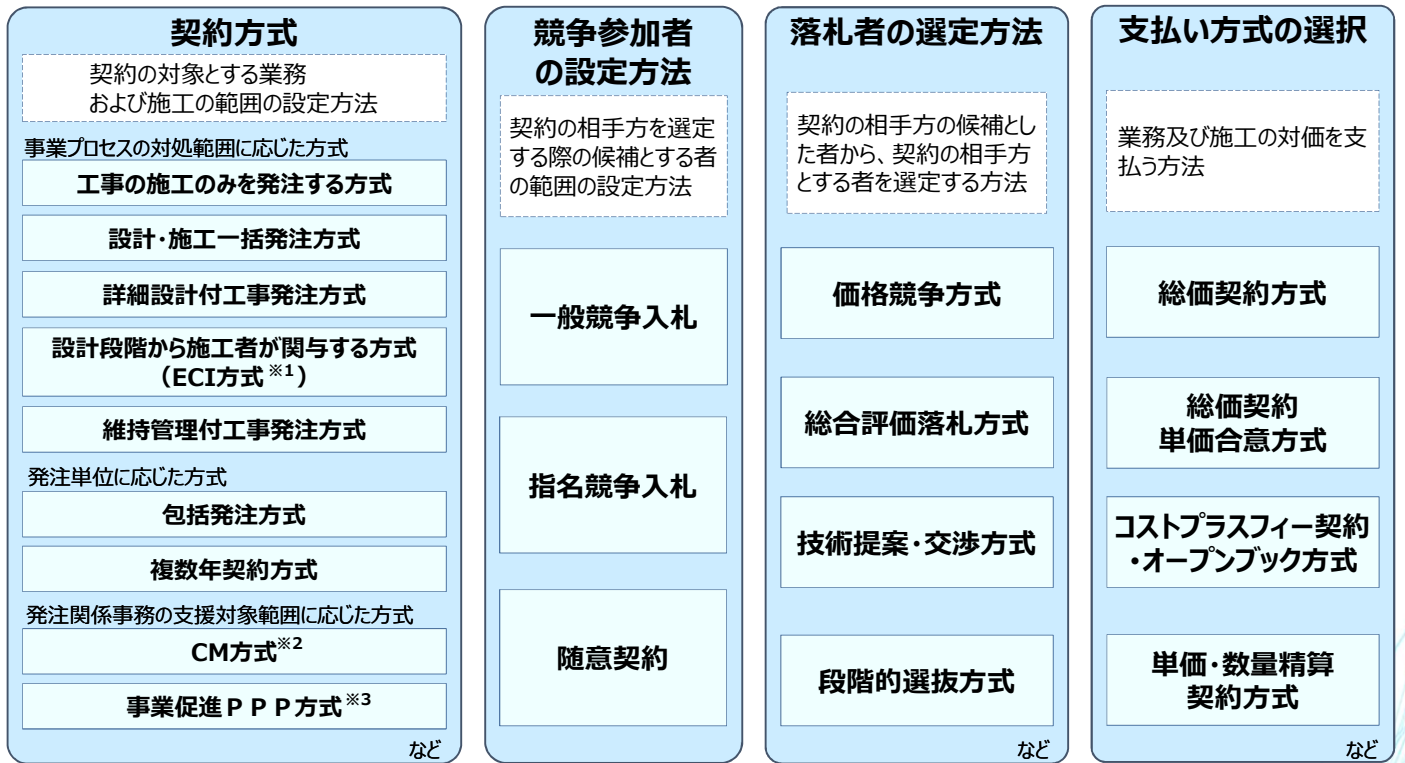 契約方式
契約の対象とする業務
および施工の範囲の設定方法
事業プロセスの対処範囲に応じた方式
工事の施工のみを発注する方式
設計・施工一括発注方式
詳細設計付工事発注方式
設計段階から施工者が関与する方式
（ECI方式※1）
維持管理付工事発注方式
発注単位に応じた方式
包括発注方式
複数年契約方式
発注関係事務の支援対象範囲に応じた方式
CM方式※2
事業促進ＰＰＰ方式※3
など
競争参加者
の設定方法
契約の相手方を選定
する際の候補とする者
の範囲の設定方法
一般競争入札
指名競争入札
随意契約
落札者の選定方法
契約の相手方の候補とし
た者から、契約の相手方
とする者を選定する方法
価格競争方式
総合評価落札方式
技術提案・交渉方式
段階的選抜方式
など
支払い方式の選択
業務及び施工の対価を支
払う方法
総価契約方式
総価契約
単価合意方式
コストプラスフィー契約
・オープンブック方式
単価・数量精算
契約方式
など